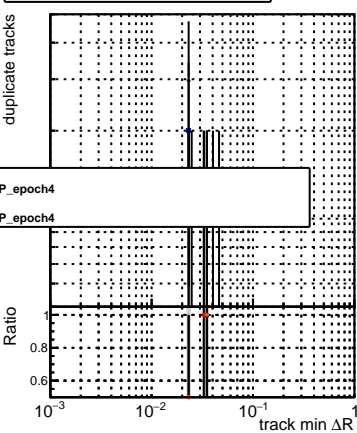 duplicate tracks
P_epoch4
P_epoch4
Ratio
1
0.8
0.6
10⁻³ 10⁻² 10⁻¹ 1
track min ΔR